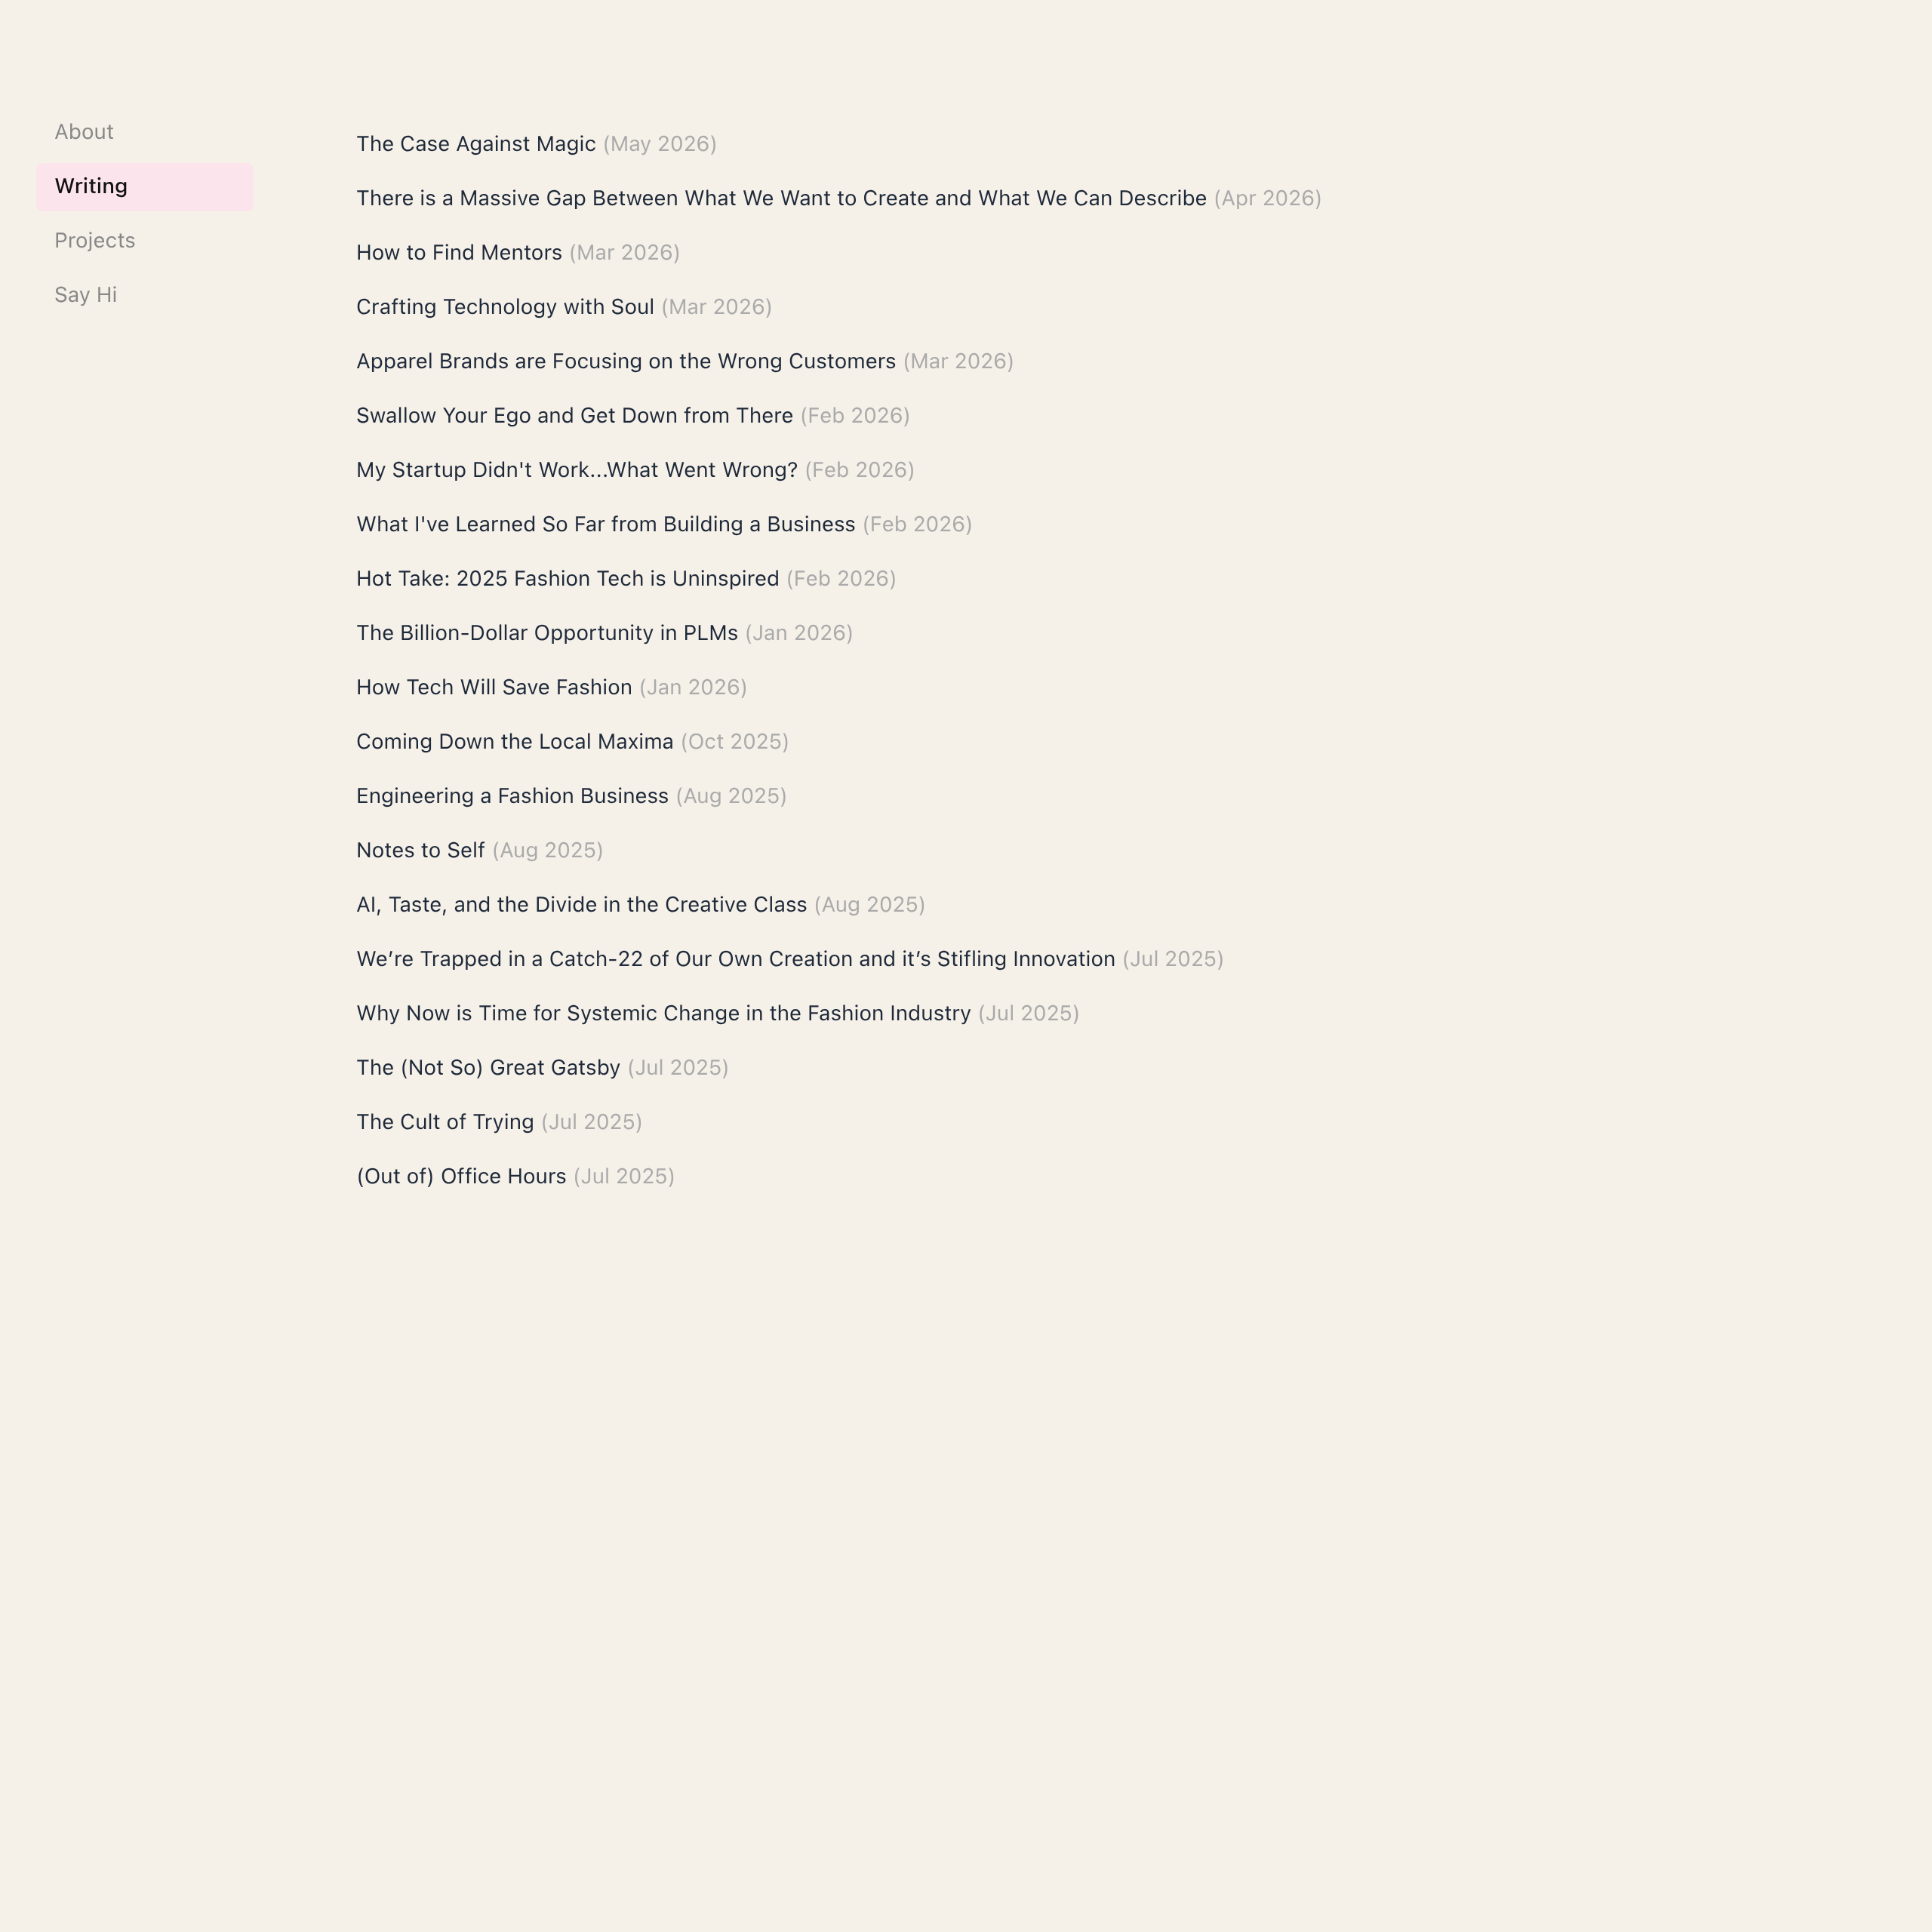 About
Writing
Projects
Say Hi
The Case Against Magic (May 2026)
There is a Massive Gap Between What We Want to Create and What We Can Describe (Apr 2026)
How to Find Mentors (Mar 2026)
Crafting Technology with Soul (Mar 2026)
Apparel Brands are Focusing on the Wrong Customers (Mar 2026)
Swallow Your Ego and Get Down from There (Feb 2026)
My Startup Didn't Work...What Went Wrong? (Feb 2026)
What I've Learned So Far from Building a Business (Feb 2026)
Hot Take: 2025 Fashion Tech is Uninspired (Feb 2026)
The Billion-Dollar Opportunity in PLMs (Jan 2026)
How Tech Will Save Fashion (Jan 2026)
Coming Down the Local Maxima (Oct 2025)
Engineering a Fashion Business (Aug 2025)
Notes to Self (Aug 2025)
AI, Taste, and the Divide in the Creative Class (Aug 2025)
We’re Trapped in a Catch-22 of Our Own Creation and it’s Stifling Innovation (Jul 2025)
Why Now is Time for Systemic Change in the Fashion Industry (Jul 2025)
The (Not So) Great Gatsby (Jul 2025)
The Cult of Trying (Jul 2025)
(Out of) Office Hours (Jul 2025)